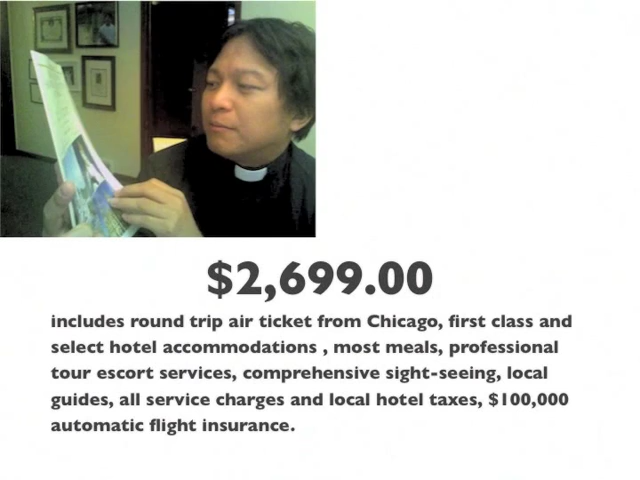 $2,699.00
includes round trip air ticket from Chicago, first class and
select hotel accommodations , most meals, professional
tour escort services, comprehensive sight-seeing, local
guides, all service charges and local hotel taxes, $100,000
automatic flight insurance.